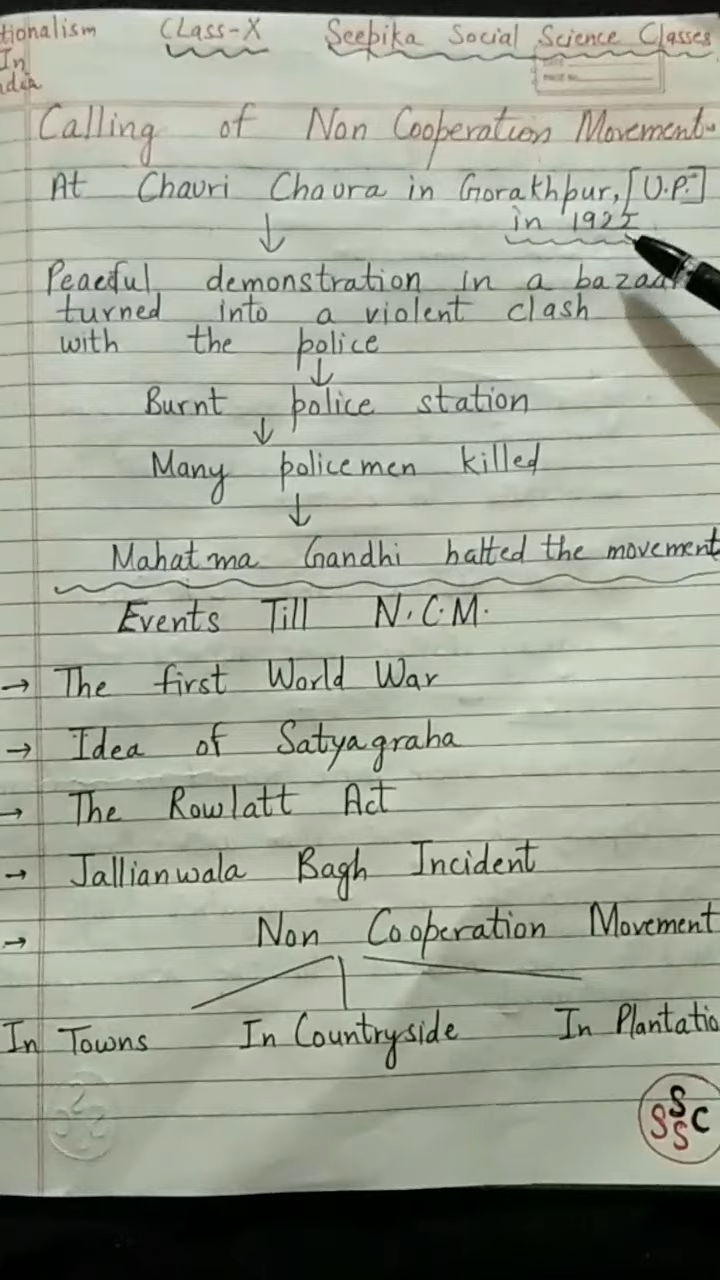 tionalism CLASS-X Seepika Social Science Classes
In
ndia
Calling of Non Cooperation Movement
At Chauri Chaura in Gorakhpur, [U.P.]
in 1922
Peaceful demonstration in a bazaar
turned into a violent clash
with the police
↓
Burnt police station
↓
Many policemen killed
↓
Mahatma Gandhi halted the movement
Events Till N.C.M.
→ The first World War
→ Idea of Satyagraha
→ The Rowlatt Act
→ Jallianwala Bagh Incident
→ Non Cooperation Movement
In Towns In Countryside In Plantatio
SSSC